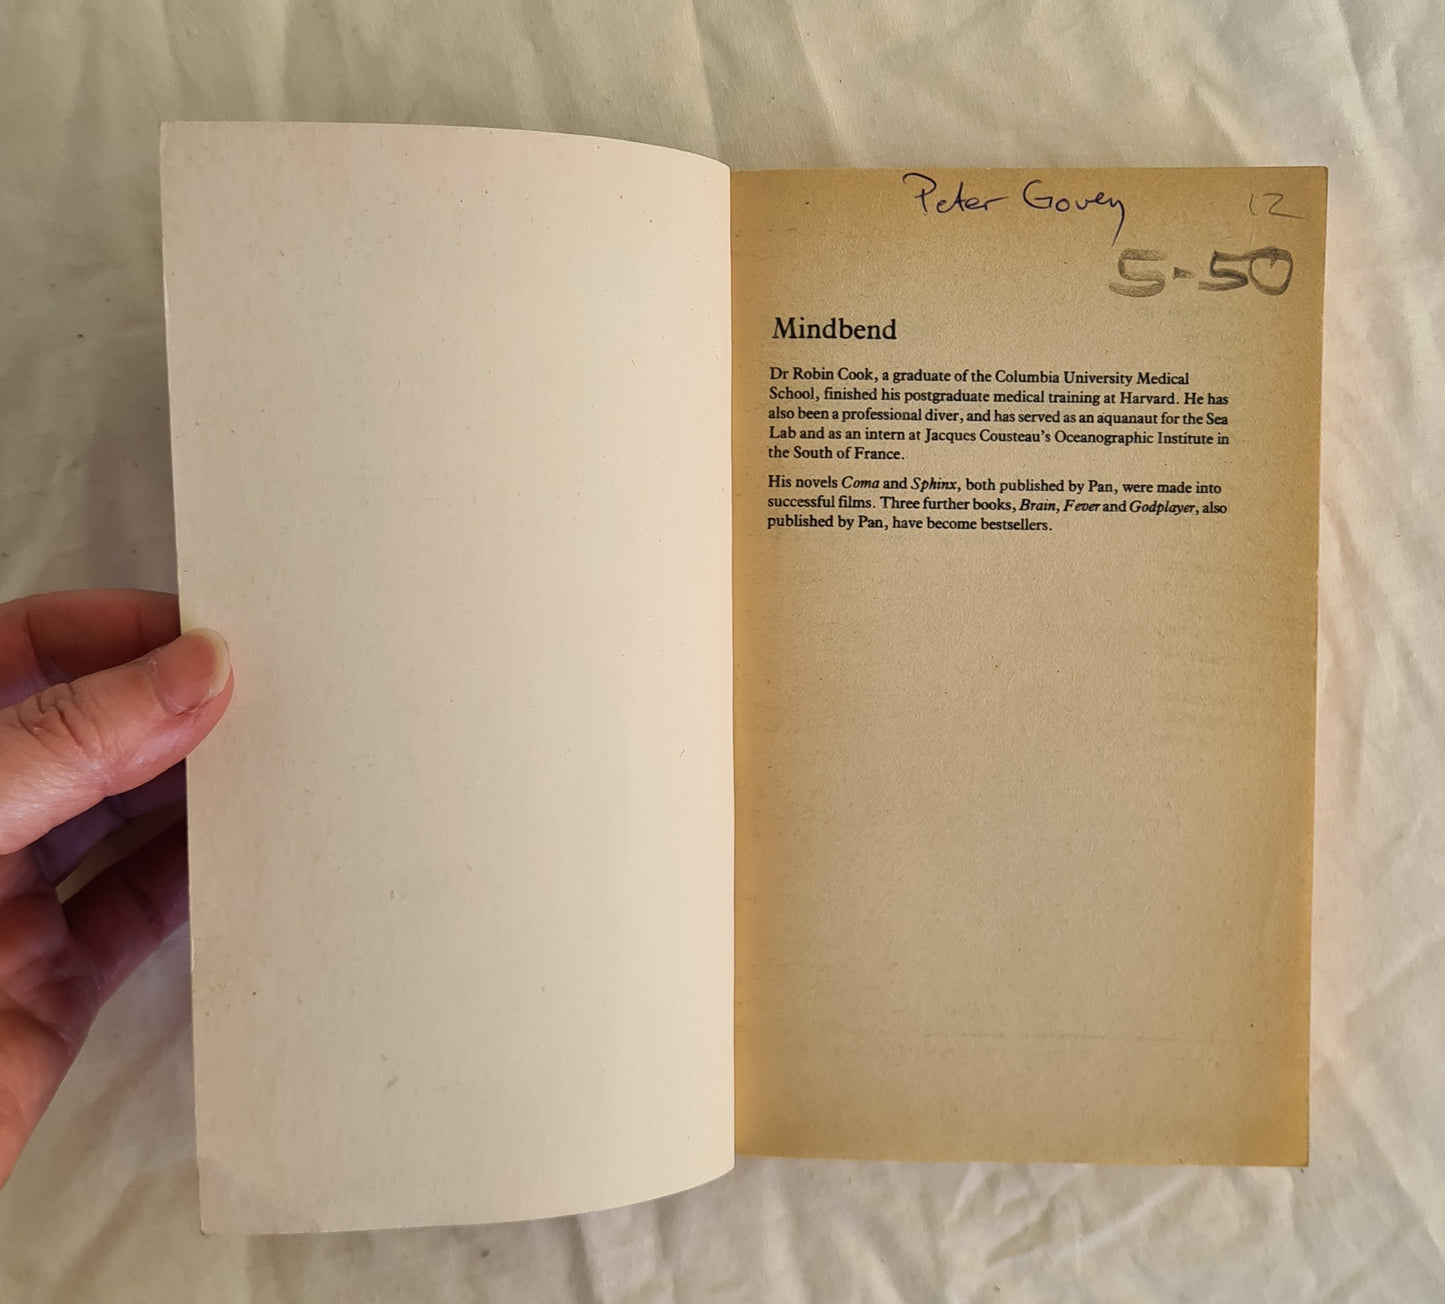 Peter Govey
12
5-50
Mindbend
Dr Robin Cook, a graduate of the Columbia University Medical
School, finished his postgraduate medical training at Harvard. He has
also been a professional diver, and has served as an aquanaut for the Sea
Lab and as an intern at Jacques Cousteau's Oceanographic Institute in
the South of France.
His novels Coma and Sphinx, both published by Pan, were made into
successful films. Three further books, Brain, Fever and Godplayer, also
published by Pan, have become bestsellers.